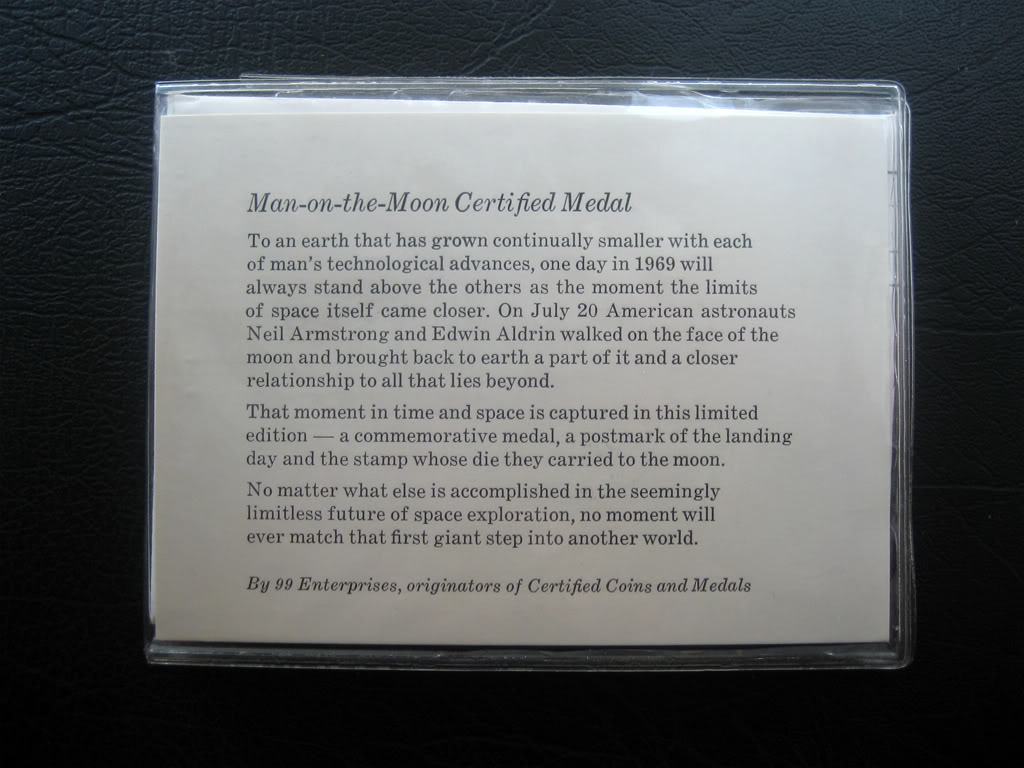 Man-on-the-Moon Certified Medal
To an earth that has grown continually smaller with each
of man's technological advances, one day in 1969 will
always stand above the others as the moment the limits
of space itself came closer. On July 20 American astronauts
Neil Armstrong and Edwin Aldrin walked on the face of the
moon and brought back to earth a part of it and a closer
relationship to all that lies beyond.
That moment in time and space is captured in this limited
edition — a commemorative medal, a postmark of the landing
day and the stamp whose die they carried to the moon.
No matter what else is accomplished in the seemingly
limitless future of space exploration, no moment will
ever match that first giant step into another world.
By 99 Enterprises, originators of Certified Coins and Medals